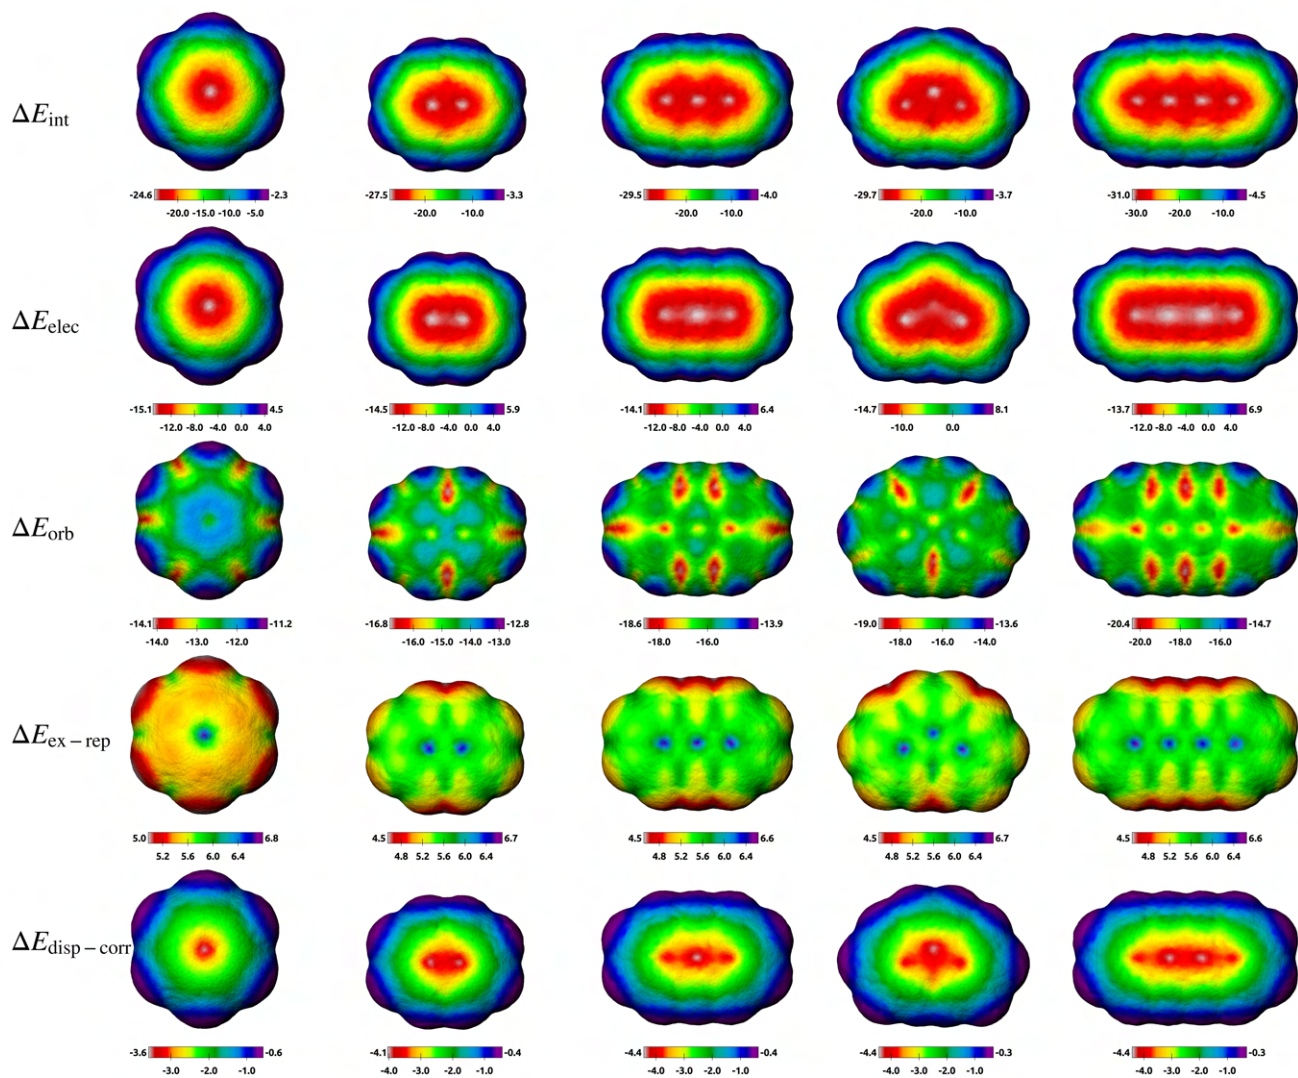 ΔE_int
-24.6 -2.3 -27.5 -3.3 -29.5 -4.0 -29.7 -3.7 -31.0 -4.5
-20.0 -15.0 -10.0 -5.0 -20.0 -10.0 -20.0 -10.0 -20.0 -10.0 -30.0 -20.0 -10.0
ΔE_elec
-15.1 4.5 -14.5 5.9 -14.1 6.4 -14.7 8.1 -13.7 6.9
-12.0 -8.0 -4.0 0.0 4.0 -12.0 -8.0 -4.0 0.0 4.0 -12.0 -8.0 -4.0 0.0 4.0 -10.0 0.0 -12.0 -8.0 -4.0 0.0 4.0
ΔE_orb
-14.1 -11.2 -16.8 -12.8 -18.6 -13.9 -19.0 -13.6 -20.4 -14.7
-14.0 -13.0 -12.0 -16.0 -15.0 -14.0 -13.0 -18.0 -16.0 -18.0 -16.0 -14.0 -20.0 -18.0 -16.0
ΔE_ex-rep
5.0 6.8 4.5 6.7 4.5 6.6 4.5 6.7 4.5 6.6
5.2 5.6 6.0 6.4 4.8 5.2 5.6 6.0 6.4 4.8 5.2 5.6 6.0 6.4 4.8 5.2 5.6 6.0 6.4 4.8 5.2 5.6 6.0 6.4
ΔE_disp-corr
-3.6 -0.6 -4.1 -0.4 -4.4 -0.4 -4.4 -0.3 -4.4 -0.3
-3.0 -2.0 -1.0 -4.0 -3.0 -2.0 -1.0 -4.0 -3.0 -2.0 -1.0 -4.0 -3.0 -2.0 -1.0 -4.0 -3.0 -2.0 -1.0